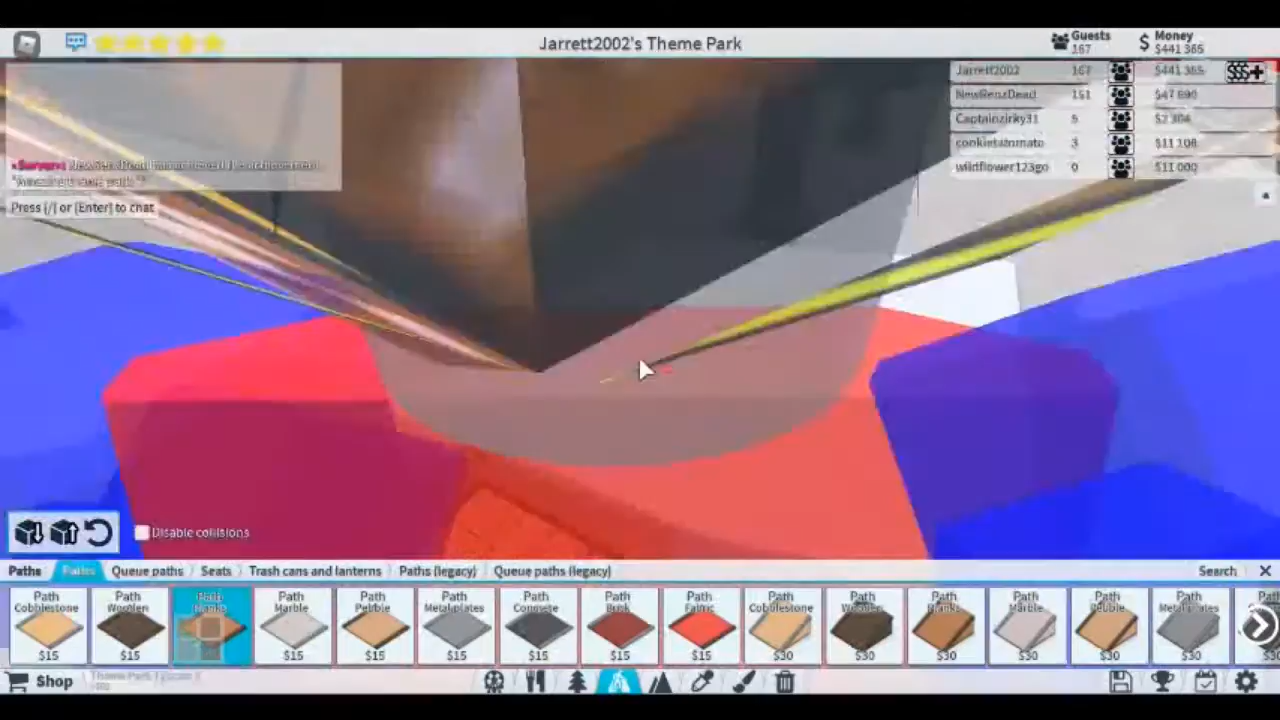 Jarrett2002's Theme Park
Guests
167
Money
$441 365
Jarrett2002 167 $441 365
NewRenzDead 151
Captainzirky31 5 $2 304
3 $11 108
wildflower123go 0 $11 000
Press [/] or [Enter] to chat
Disable collisions
Paths Paths Queue paths Seats Trash cans and lanterns Paths (legacy) Queue paths (legacy) Search
Path Cobblestone $15
Path Wooden $15
Path Planks
Path Marble $15
Path Pebble $15
Path Metal plates $15
Path Concrete $15
Path Brick $15
Path Fabric $15
Path Cobblestone $30
Path Wooden $30
Path Planks $30
Path Marble $30
Path Pebble $30
Path Metal plates $30
Shop